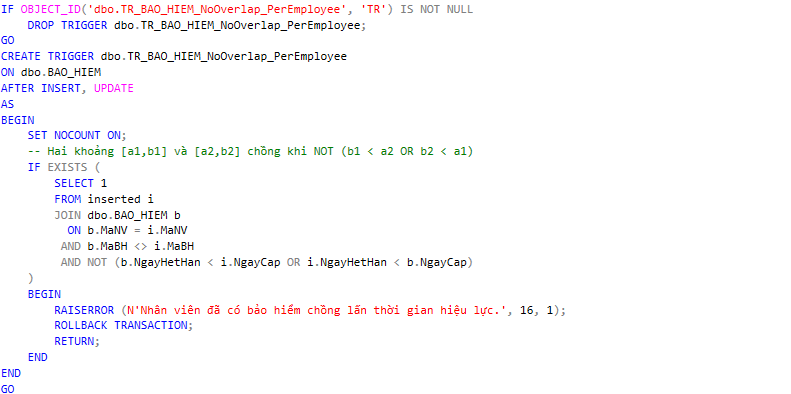 IF OBJECT_ID('dbo.TR_BAO_HIEM_NoOverlap_PerEmployee', 'TR') IS NOT NULL
    DROP TRIGGER dbo.TR_BAO_HIEM_NoOverlap_PerEmployee;
GO
CREATE TRIGGER dbo.TR_BAO_HIEM_NoOverlap_PerEmployee
ON dbo.BAO_HIEM
AFTER INSERT, UPDATE
AS
BEGIN
    SET NOCOUNT ON;
    -- Hai khoảng [a1,b1] và [a2,b2] chồng khi NOT (b1 < a2 OR b2 < a1)
    IF EXISTS (
        SELECT 1
        FROM inserted i
        JOIN dbo.BAO_HIEM b
          ON b.MaNV = i.MaNV
         AND b.MaBH <> i.MaBH
         AND NOT (b.NgayHetHan < i.NgayCap OR i.NgayHetHan < b.NgayCap)
    )
    BEGIN
        RAISERROR (N'Nhân viên đã có bảo hiểm chồng lấn thời gian hiệu lực.', 16, 1);
        ROLLBACK TRANSACTION;
        RETURN;
    END
END
GO